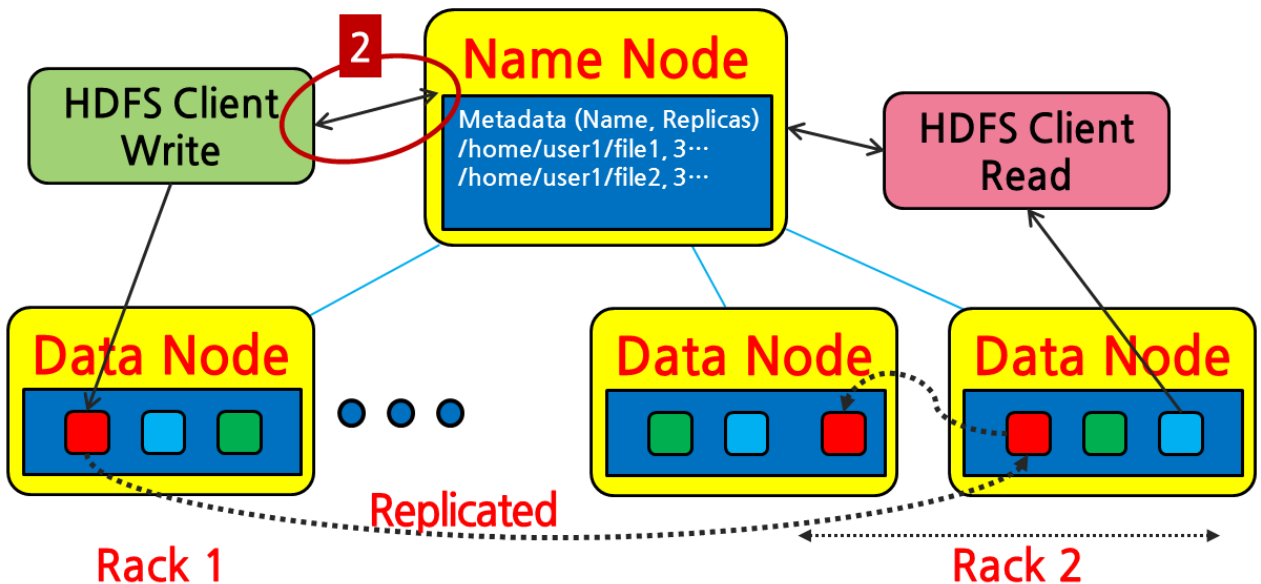 2
Name Node
HDFS Client
Write
Metadata (Name, Replicas)
/home/user1/file1, 3⋯
/home/user1/file2, 3⋯
HDFS Client
Read
Data Node
Data Node
Data Node
Replicated
Rack 1
Rack 2